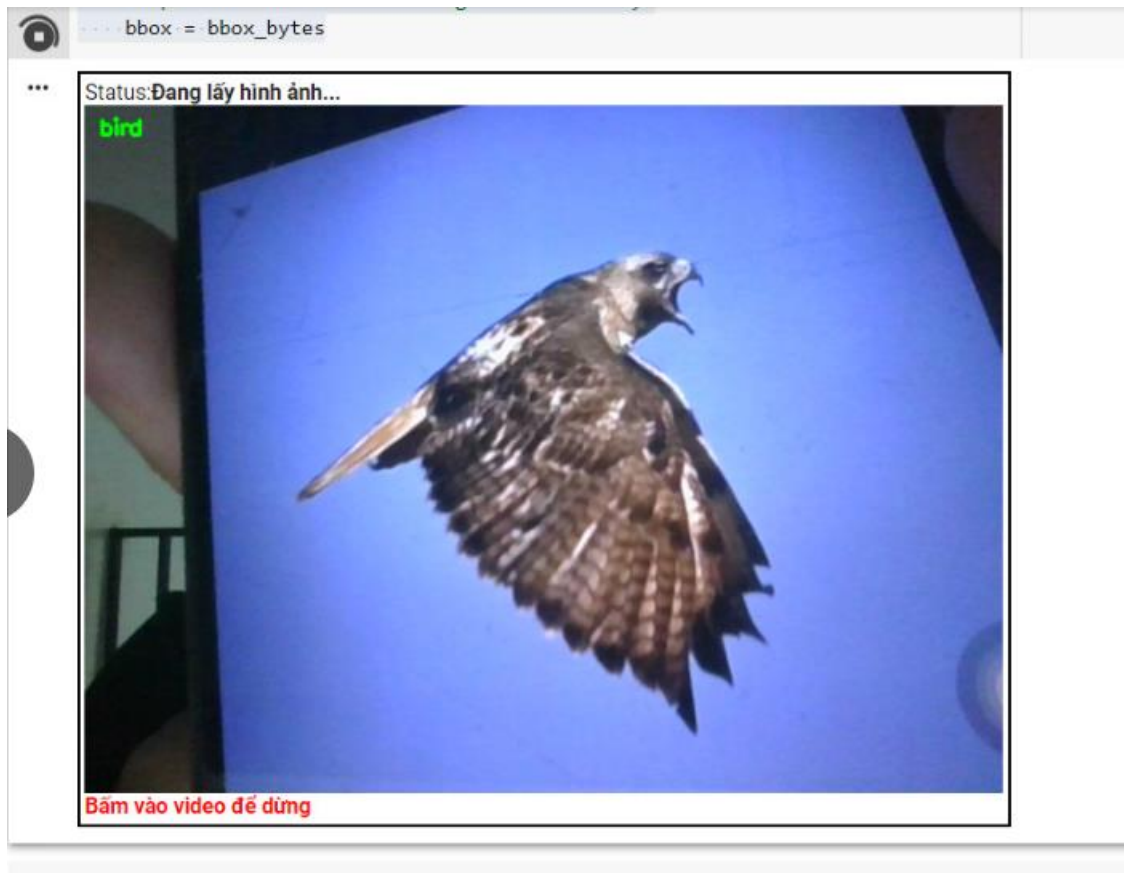 bbox = bbox_bytes
Status:Đang lấy hình ảnh...
bird
Bấm vào video để dừng